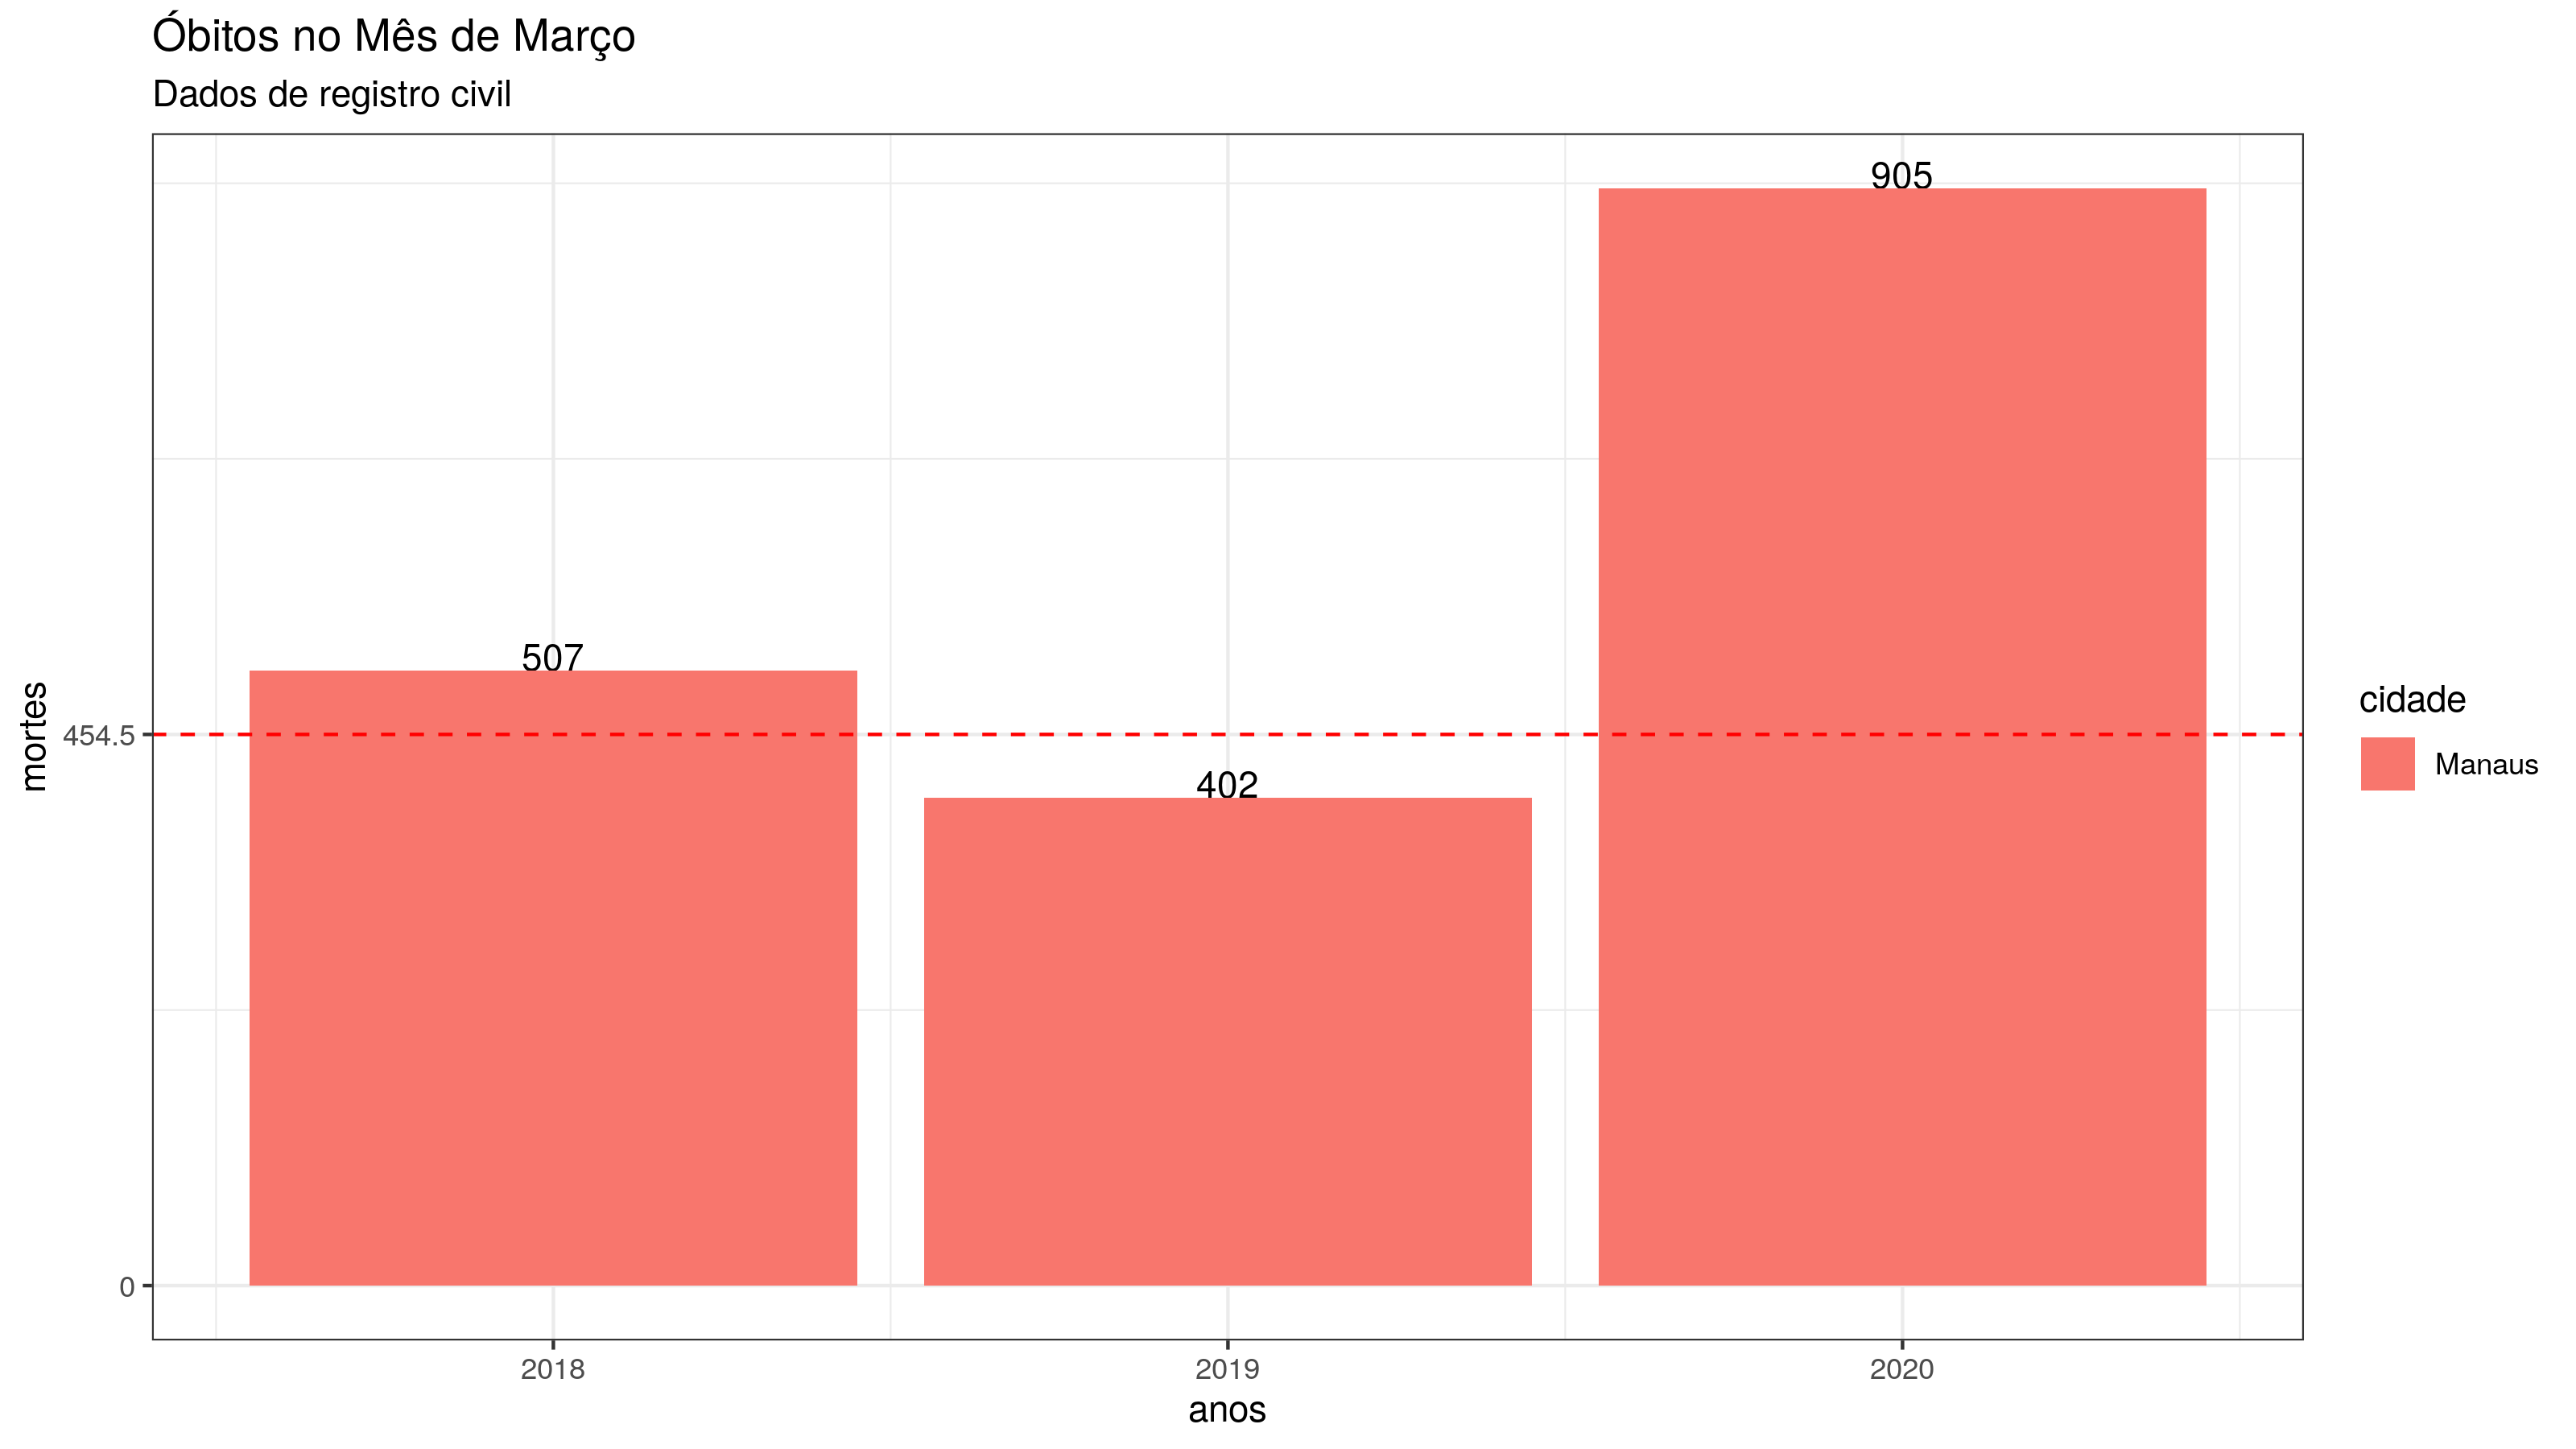 Óbitos no Mês de Março
Dados de registro civil
905
507
402
mortes
454.5
0
2018
2019
2020
anos
cidade
Manaus